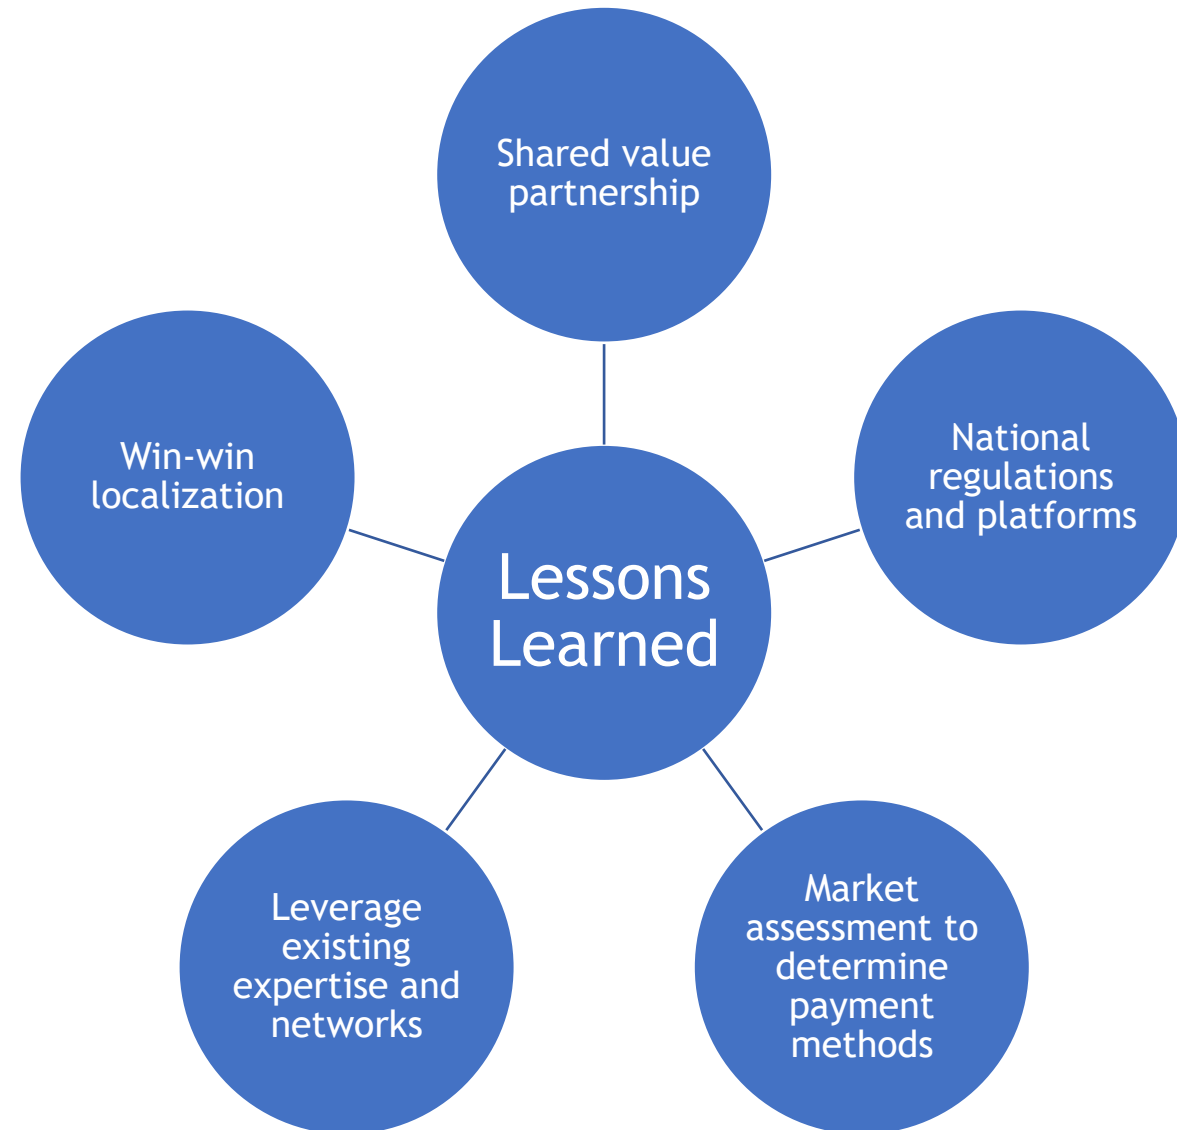 Shared value
partnership
National
regulations
and platforms
Market
assessment to
determine
payment
methods
Leverage
existing
expertise and
networks
Win-win
localization
Lessons
Learned